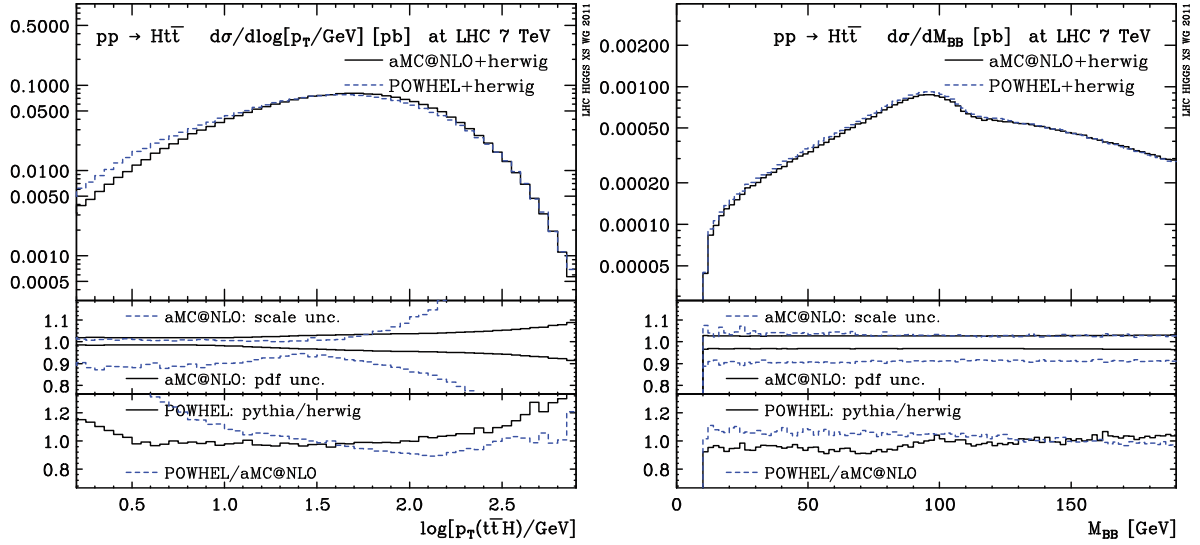 pp → Htt̅ dσ/dlog[p_T/GeV] [pb] at LHC 7 TeV
aMC@NLO+herwig
POWHEL+herwig
LHC HIGGS XS WG 2011
0.5000
0.1000
0.0500
0.0100
0.0050
0.0010
0.0005
aMC@NLO: scale unc.
aMC@NLO: pdf unc.
1.1
1.0
0.9
0.8
POWHEL: pythia/herwig
POWHEL/aMC@NLO
1.2
1.0
0.8
0.5 1.0 1.5 2.0 2.5
log[p_T(tt̅H)/GeV]
pp → Htt̅ dσ/dM_BB [pb] at LHC 7 TeV
aMC@NLO+herwig
POWHEL+herwig
LHC HIGGS XS WG 2011
0.00200
0.00100
0.00050
0.00020
0.00010
0.00005
aMC@NLO: scale unc.
aMC@NLO: pdf unc.
1.1
1.0
0.9
0.8
POWHEL: pythia/herwig
POWHEL/aMC@NLO
1.2
1.0
0.8
0 50 100 150
M_BB [GeV]